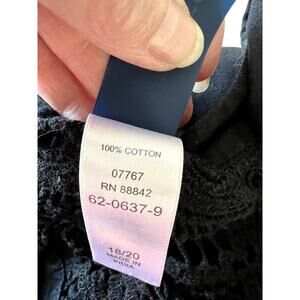 100% COTTON
07767
RN 88842
62-0637-9
18/20
MADE IN
INDIA